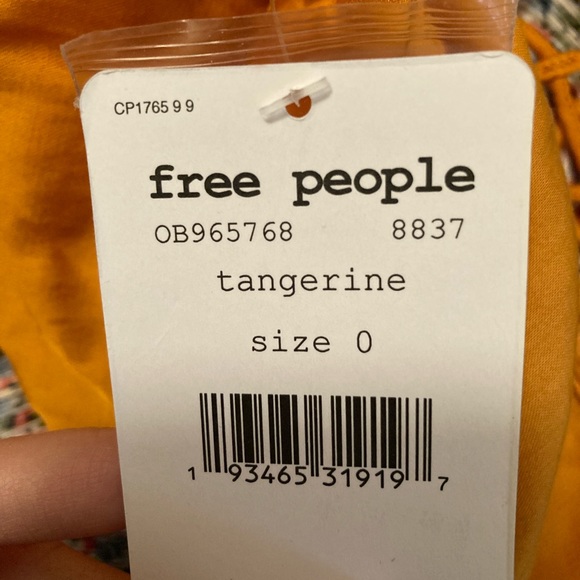 CP1765 9 9
free people
OB965768 8837
tangerine
size 0
1 93465 31919 7